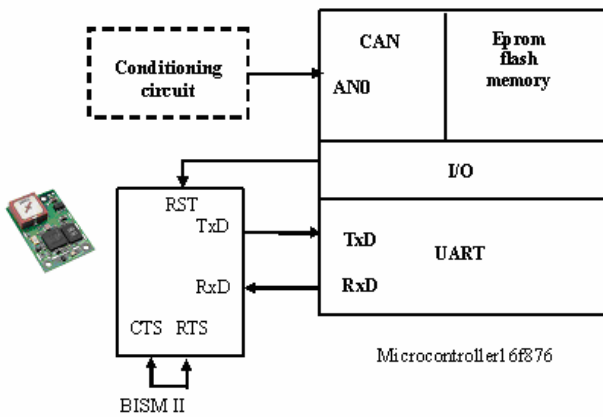 Conditioning
circuit
CAN
AN0
Eprom
flash
memory
I/O
RST
TxD
RxD
CTS RTS
TxD
UART
RxD
BISM II
Microcontroller16f876